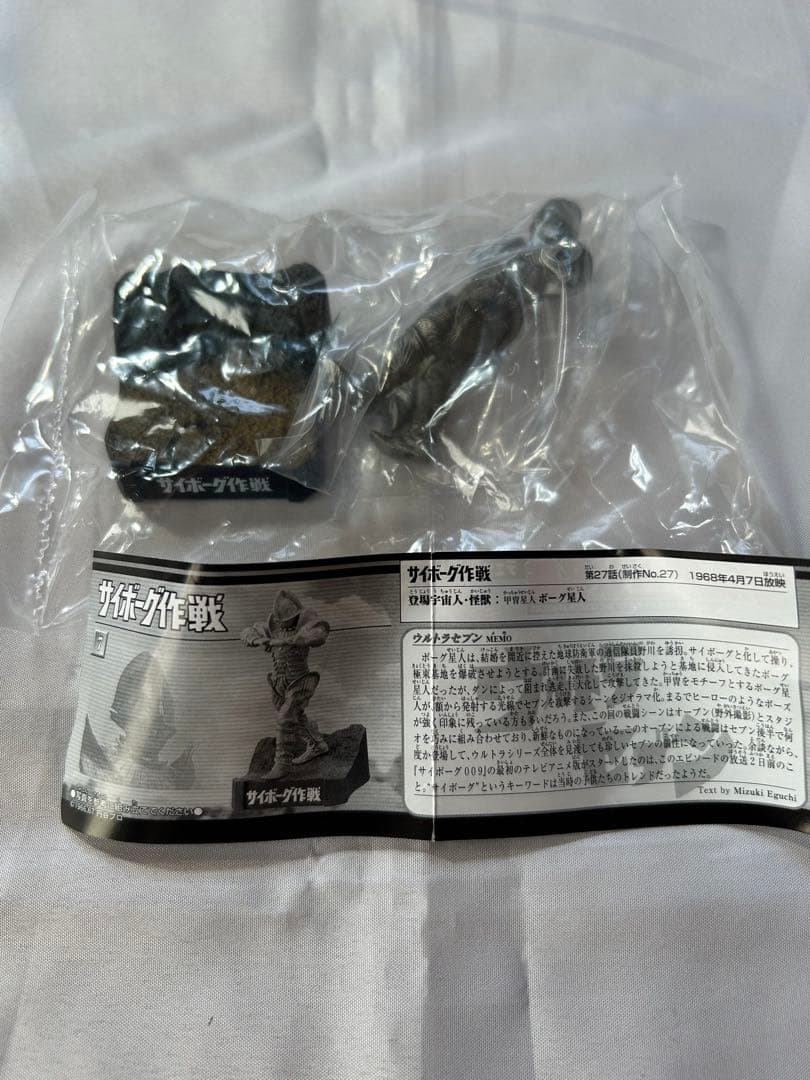 サイボーグ作戦
サイボーグ作戦
サイボーグ作戦
●写真を参考に組み立ててください●
サイボーグ作戦
第27話(制作No.27) 1968年4月7日放映
登場宇宙人・怪獣：甲冑星人 ボーグ星人
ウルトラセブン MEMO
ボーグ星人は、結婚を間近に控えた地球防衛軍の通信隊員野川を誘拐。サイボーグと化して操り、
極東基地を爆破させようとする。計画に失敗した野川を抹殺しようと基地に侵入してきたボーグ
星人だったが、ダンによって阻まれ逃走、巨大化して攻撃してきた。甲冑をモチーフとするボーグ星
人が、額から発射する光線でセブンを攻撃するシーンをジオラマ化。まるでヒーローのようなポーズ
が強く印象に残っている方も多いだろう。また、この回の戦闘シーンはオープン(野外撮影)とスタジ
オを巧みに組み合わせており、新鮮なものになっている。このオープンによる戦闘はセブン後半で何
度か登場して、ウルトラシリーズ全体を見渡しても珍しいセブンの個性になっていった。余談ながら、
『サイボーグ009』の最初のテレビアニメ版がスタートしたのは、このエピソードの放送2日前のこ
と。“サイボーグ”というキーワードは当時の子供たちのトレンドだったようだ。
Text by Mizuki Eguchi